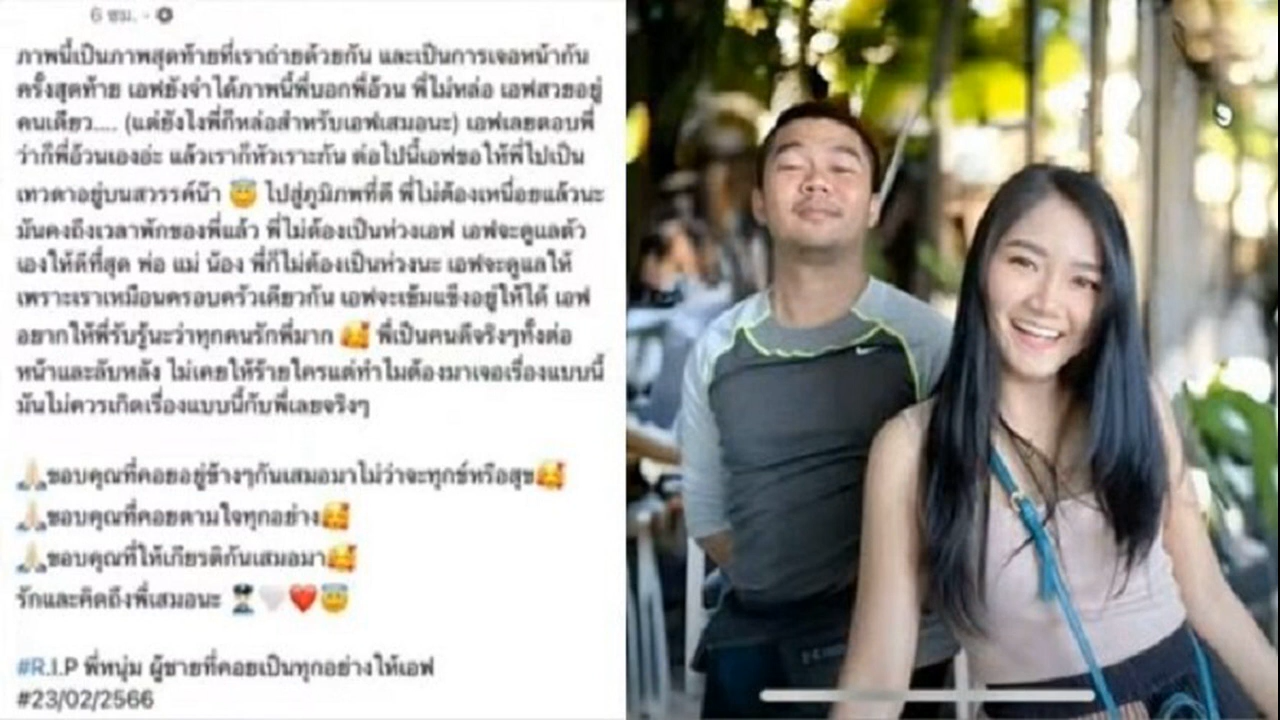 6 ชม. ·
ภาพนี้เป็นภาพสุดท้ายที่เราถ่ายด้วยกัน และเป็นการเจอหน้ากัน
ครั้งสุดท้าย เอฟยังจำได้ภาพนี้พี่บอกพี่อ้วน พี่ไม่หล่อ เอฟสวยอยู่
คนเดียว.... (แต่ยังไงพี่ก็หล่อสำหรับเอฟเสมอนะ) เอฟเลยตอบพี่
ว่าก็พี่อ้วนเองอ่ะ แล้วเราก็หัวเราะกัน ต่อไปนี้เอฟขอให้พี่ไปเป็น
เทวดาอยู่บนสวรรค์น๊า 😇 ไปสู่ภูมิภพที่ดี พี่ไม่ต้องเหนื่อยแล้วนะ
มันคงถึงเวลาพักของพี่แล้ว พี่ไม่ต้องเป็นห่วงเอฟ เอฟจะดูแลตัว
เองให้ดีที่สุด พ่อ แม่ น้อง พี่ก็ไม่ต้องเป็นห่วงนะ เอฟจะดูแลให้
เพราะเราเหมือนครอบครัวเดียวกัน เอฟจะเข้มแข็งอยู่ให้ได้ เอฟ
อยากให้พี่รับรู้นะว่าทุกคนรักพี่มาก 🥰 พี่เป็นคนดีจริงๆทั้งต่อ
หน้าและลับหลัง ไม่เคยให้ร้ายใครแต่ทำไมต้องมาเจอเรื่องแบบนี้
มันไม่ควรเกิดเรื่องแบบนี้กับพี่เลยจริงๆ
🙏🏻ขอบคุณที่คอยอยู่ข้างๆกันเสมอมาไม่ว่าจะทุกข์หรือสุข🥰
🙏🏻ขอบคุณที่คอยตามใจทุกอย่าง🥰
🙏🏻ขอบคุณที่ให้เกียรติกันเสมอมา🥰
รักและคิดถึงพี่เสมอนะ 👮🏻‍♂️🤍❤️😇
#R.I.P พี่หนุ่ม ผู้ชายที่คอยเป็นทุกอย่างให้เอฟ
#23/02/2566